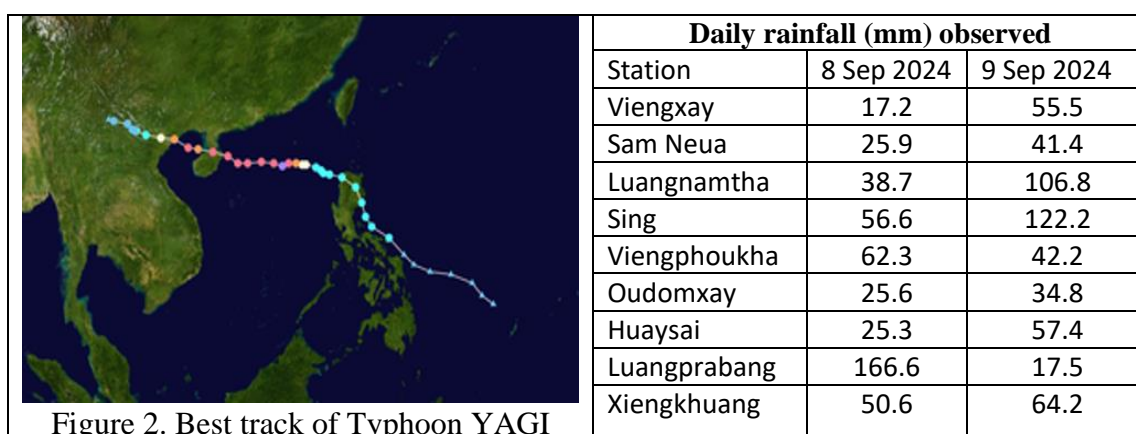 Figure 2. Best track of Typhoon YAGI
Daily rainfall (mm) observed
Station 8 Sep 2024 9 Sep 2024
Viengxay 17.2 55.5
Sam Neua 25.9 41.4
Luangnamtha 38.7 106.8
Sing 56.6 122.2
Viengphoukha 62.3 42.2
Oudomxay 25.6 34.8
Huaysai 25.3 57.4
Luangprabang 166.6 17.5
Xiengkhuang 50.6 64.2